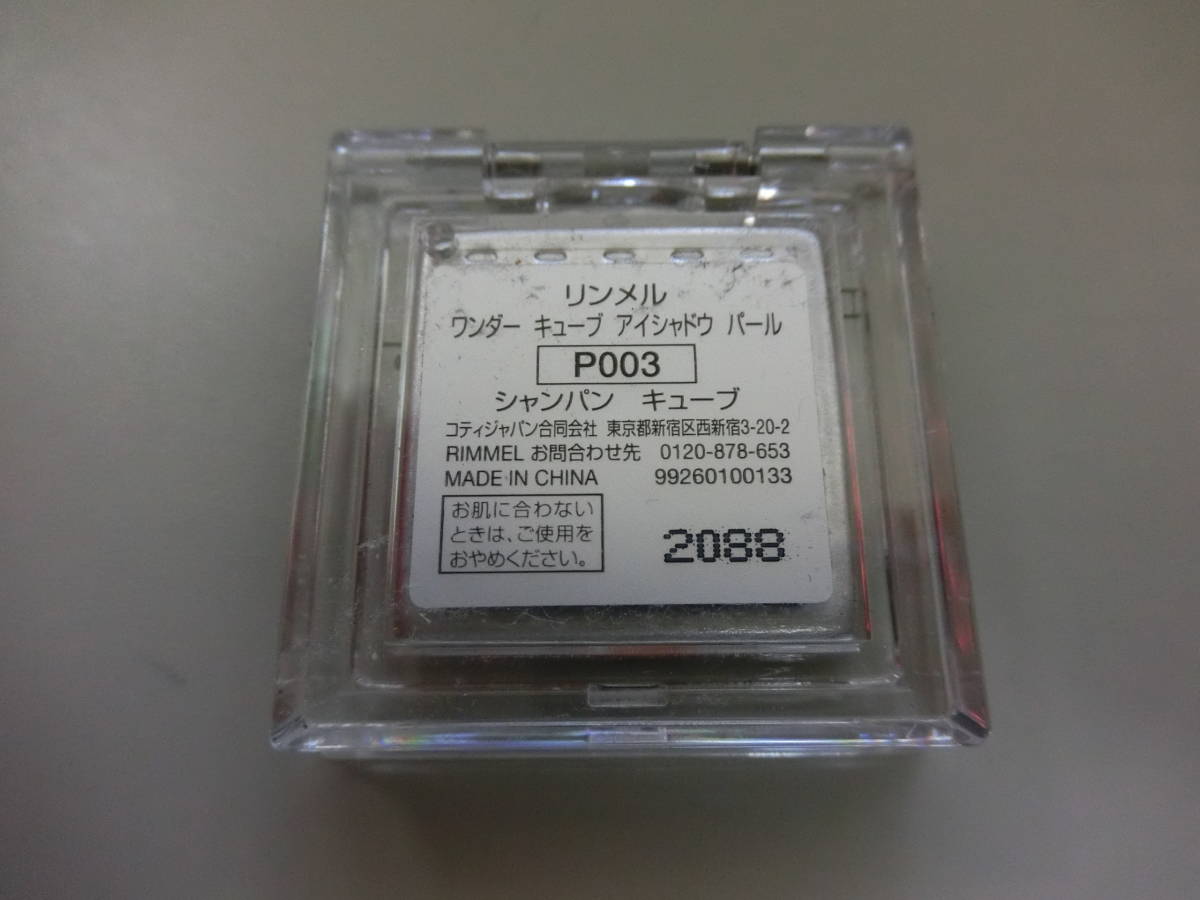 リンメル
ワンダー キューブ アイシャドウ パール
P003
シャンパン キューブ
コティジャパン合同会社 東京都新宿区西新宿3-20-2
RIMMEL お問合わせ先 0120-878-653
MADE IN CHINA 99260100133
お肌に合わない
ときは、ご使用を
おやめください。
2088